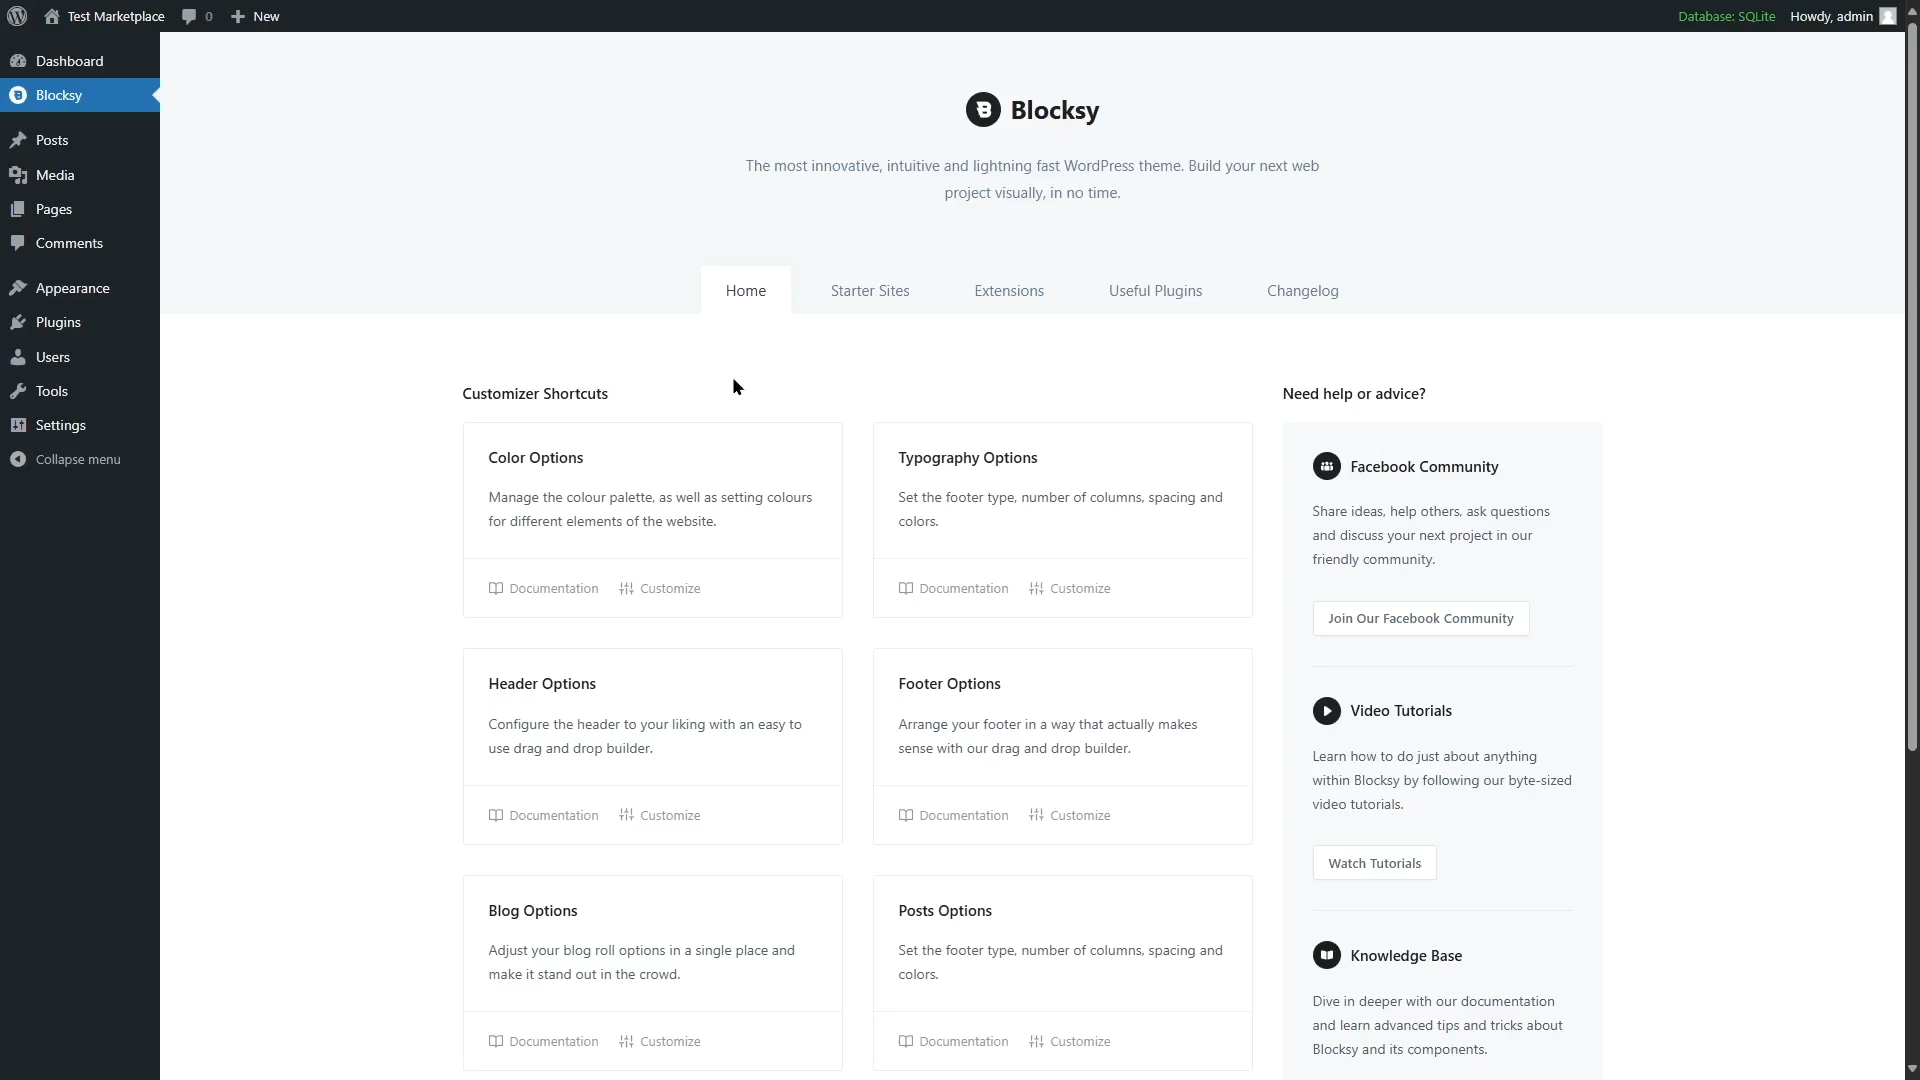 Test Marketplace
0
New
Database: SQLite
Howdy, admin
Dashboard
Blocksy
Posts
Media
Pages
Comments
Appearance
Plugins
Users
Tools
Settings
Collapse menu
Blocksy
The most innovative, intuitive and lightning fast WordPress theme. Build your next web
project visually, in no time.
Home
Starter Sites
Extensions
Useful Plugins
Changelog
Customizer Shortcuts
Color Options
Manage the colour palette, as well as setting colours
for different elements of the website.
Documentation
Customize
Typography Options
Set the footer type, number of columns, spacing and
colors.
Documentation
Customize
Header Options
Configure the header to your liking with an easy to
use drag and drop builder.
Documentation
Customize
Footer Options
Arrange your footer in a way that actually makes
sense with our drag and drop builder.
Documentation
Customize
Blog Options
Adjust your blog roll options in a single place and
make it stand out in the crowd.
Documentation
Customize
Posts Options
Set the footer type, number of columns, spacing and
colors.
Documentation
Customize
Need help or advice?
Facebook Community
Share ideas, help others, ask questions
and discuss your next project in our
friendly community.
Join Our Facebook Community
Video Tutorials
Learn how to do just about anything
within Blocksy by following our byte-sized
video tutorials.
Watch Tutorials
Knowledge Base
Dive in deeper with our documentation
and learn advanced tips and tricks about
Blocksy and its components.